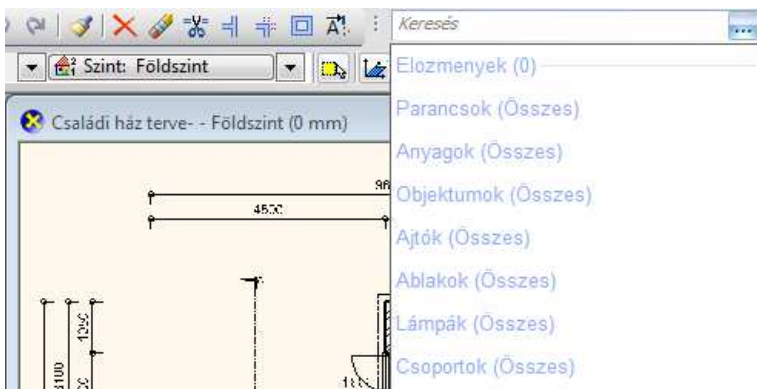 Keresés
Szint: Földszint
Elozmenyek (0)
Családi ház terve- - Földszint (0 mm)
Parancsok (Összes)
Anyagok (Összes)
Objektumok (Összes)
Ajtók (Összes)
Ablakok (Összes)
Lámpák (Összes)
Csoportok (Összes)